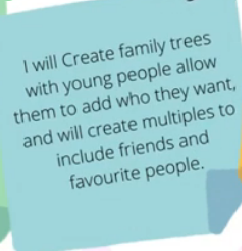 I will Create family trees
with young people allow
them to add who they want,
and will create multiples to
include friends and
favourite people.